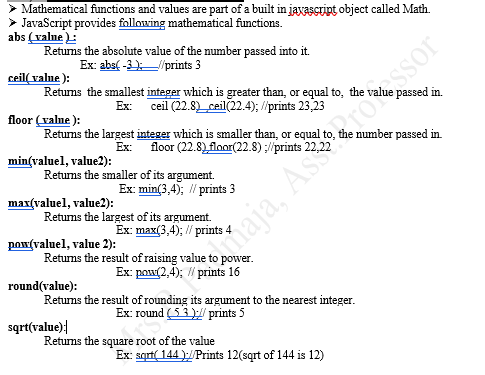 ➤ Mathematical functions and values are part of a built in javascript object called Math.
➤ JavaScript provides following mathematical functions.
abs ( value ) :
Returns the absolute value of the number passed into it.
Ex: abs( -3 ); //prints 3
ceil( value ):
Returns the smallest integer which is greater than, or equal to, the value passed in.
Ex: ceil (22.8) ,ceil(22.4); //prints 23,23
floor ( value ):
Returns the largest integer which is smaller than, or equal to, the number passed in.
Ex: floor (22.8),floor(22.8) ;//prints 22,22
min(value1, value2):
Returns the smaller of its argument.
Ex: min(3,4); // prints 3
max(value1, value2):
Returns the largest of its argument.
Ex: max(3,4); // prints 4
pow(value1, value 2):
Returns the result of raising value to power.
Ex: pow(2,4); // prints 16
round(value):
Returns the result of rounding its argument to the nearest integer.
Ex: round ( 5.3 );// prints 5
sqrt(value):
Returns the square root of the value
Ex: sqrt( 144 );//Prints 12(sqrt of 144 is 12)